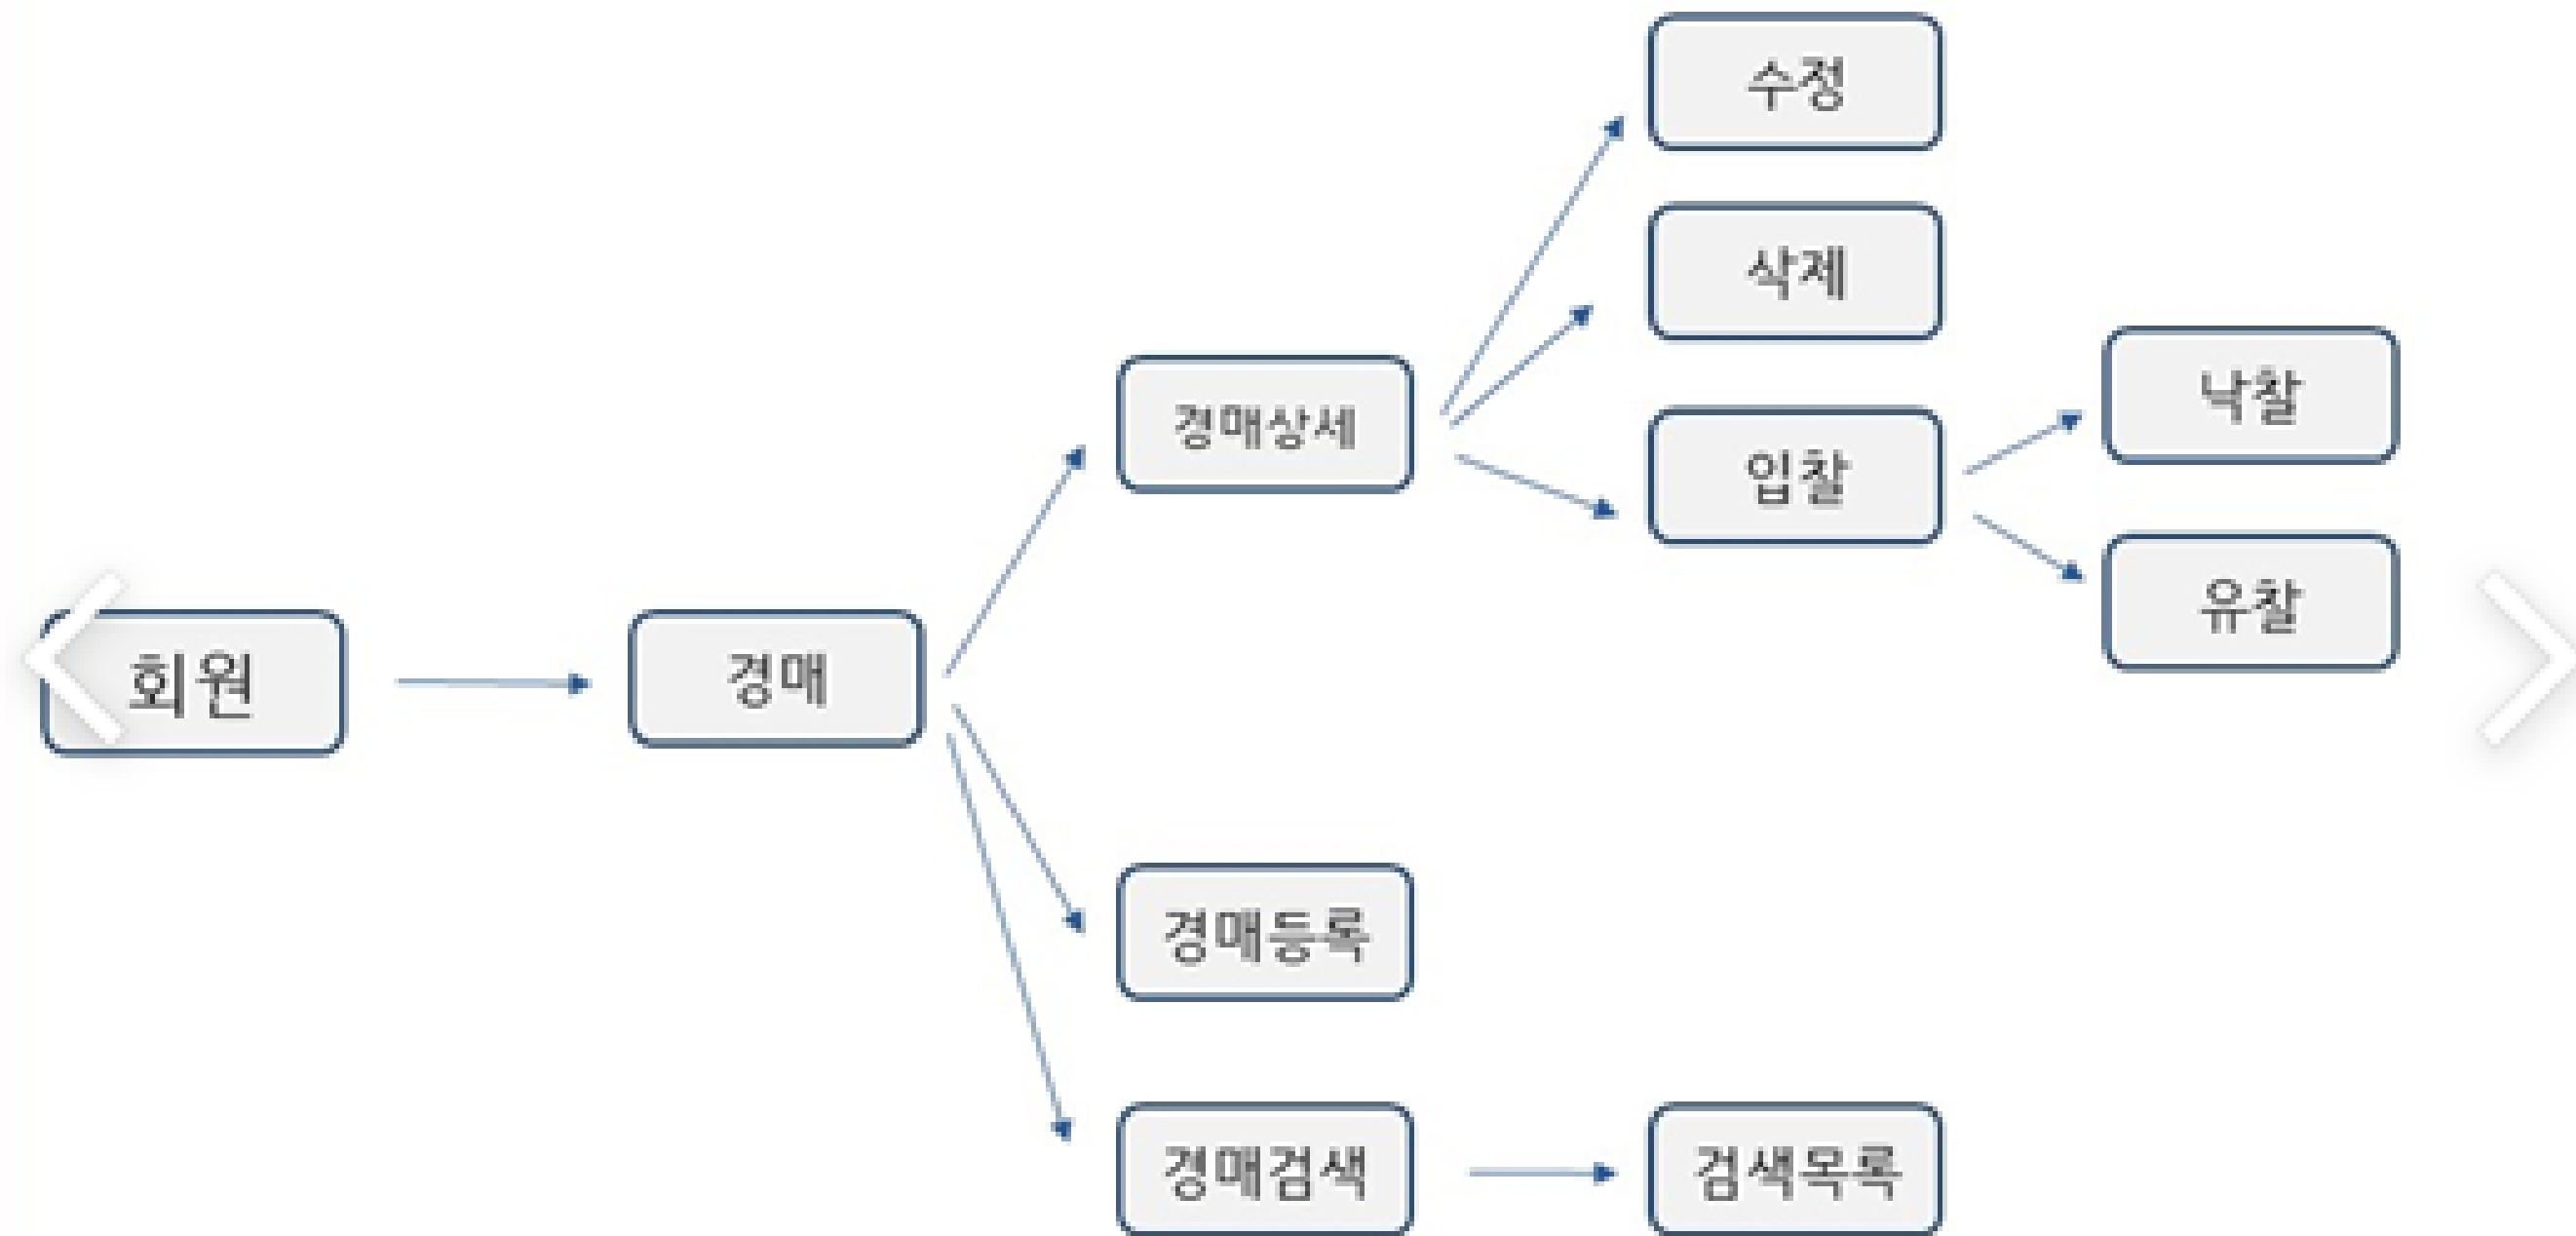 수정
삭제
낙찰
경매상세
입찰
유찰
회원
경매
경매등록
경매검색
검색목록